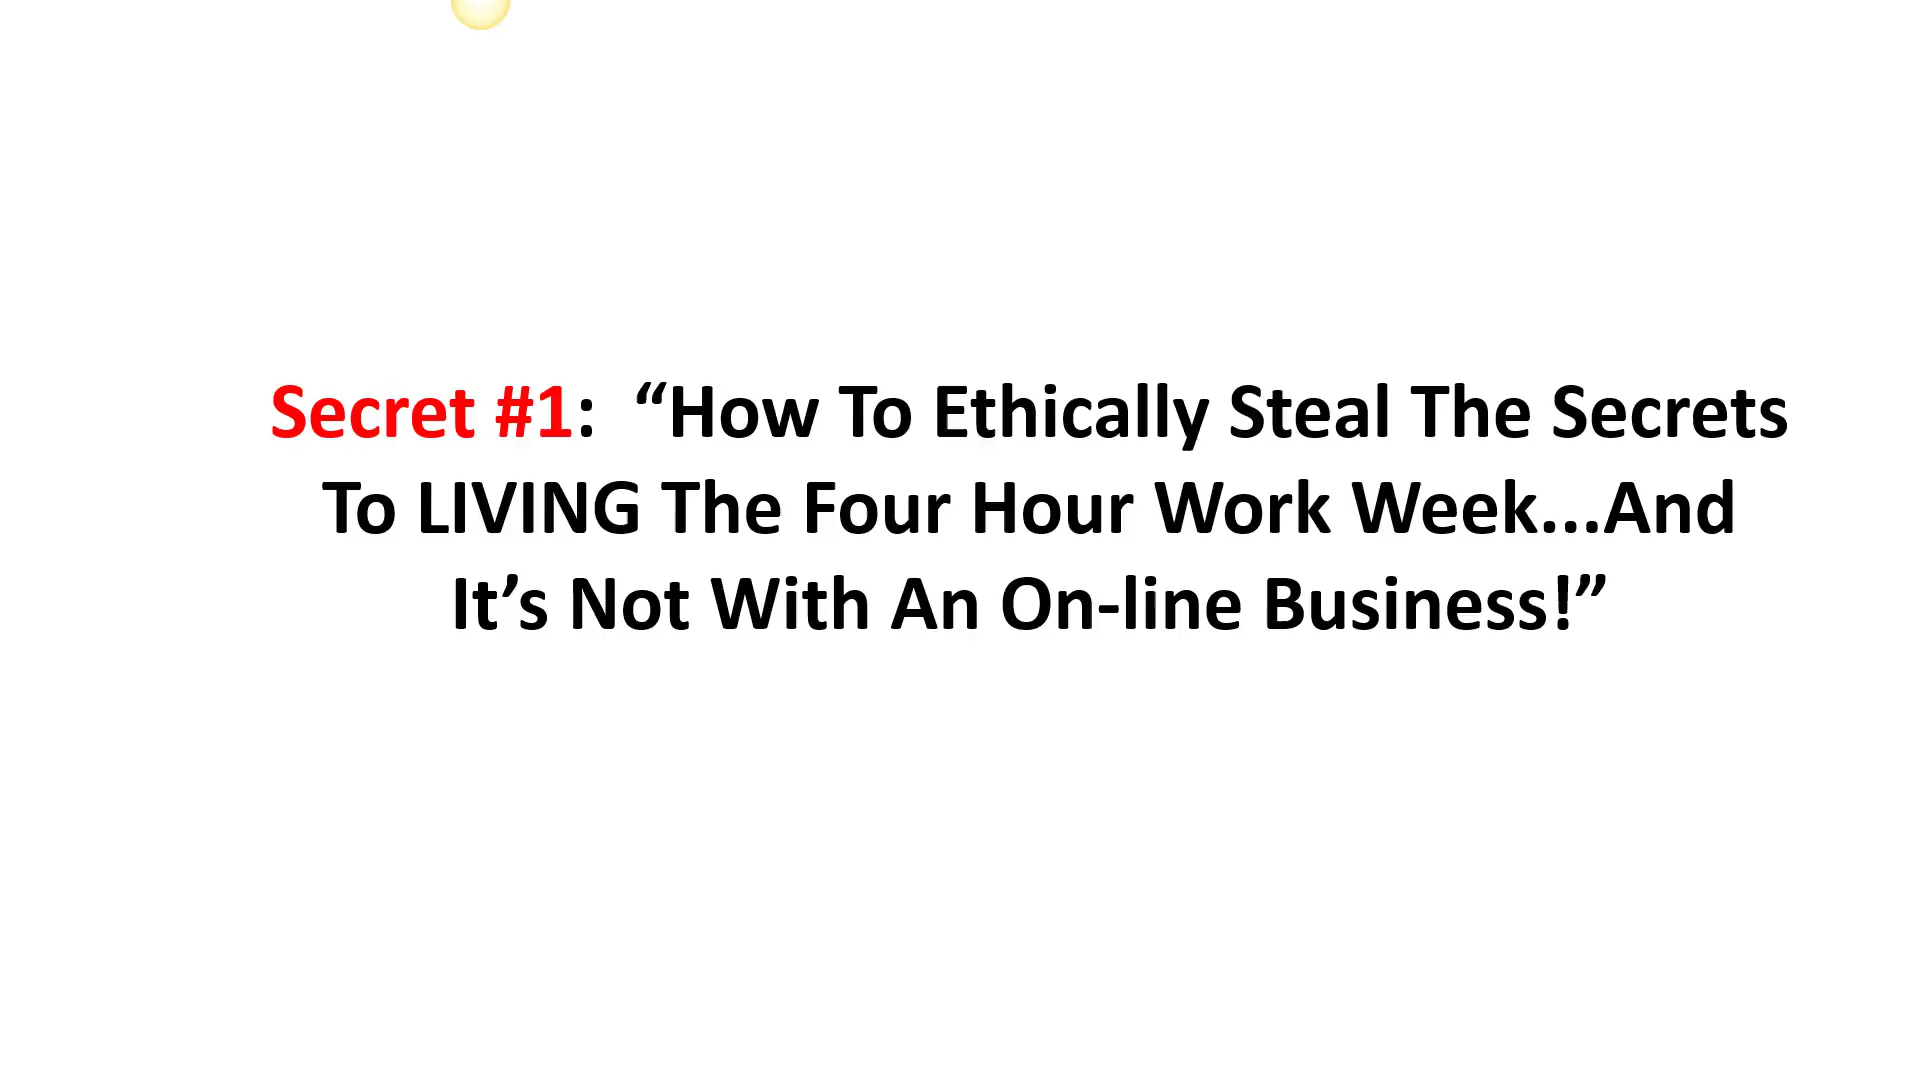 Secret #1:  “How To Ethically Steal The Secrets
To LIVING The Four Hour Work Week...And
It’s Not With An On-line Business!”